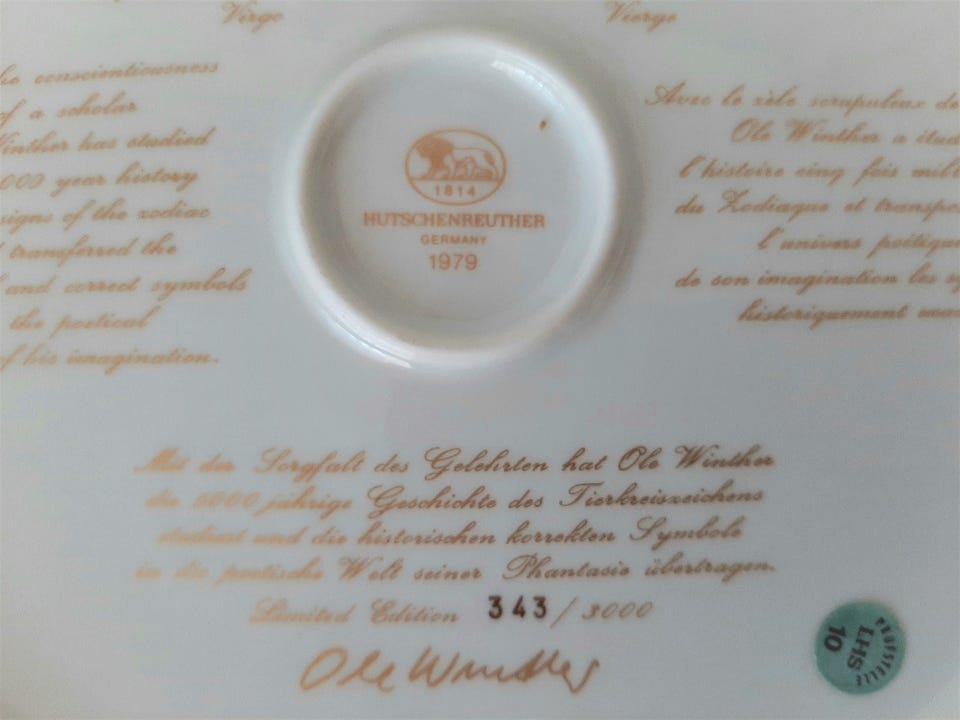 Virgo
Vierge
conscientiousness
of a scholar
Winther has studied
000 year history
signs of the zodiac
transferred the
and correct symbols
the poetical
of his imagination.
1814
HUTSCHENREUTHER
GERMANY
1979
Avec le zèle scrupuleux de
Ole Winther a étud
l'histoire cinq fois mill
du Zodiaque et transpo
l'univers poétique
de son imagination les sy
historiquement exac
Mit der Sorgfalt des Gelehrten hat Ole Winther
die 5000 jährige Geschichte des Tierkreiszeichens
studiert und die historischen korrekten Symbole
in die poetische Welt seiner Phantasie übertragen.
Limited Edition 343/3000
Ole Winther
LHS
10